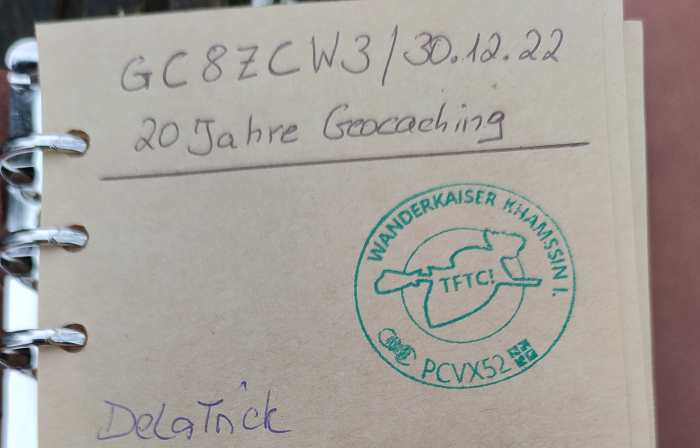 GC8ZCW3/30.12.22
20 Jahre Geocaching
WANDERKAISER KHAMSSIN I.
TFTC!
PCVX52
DeLaTrick